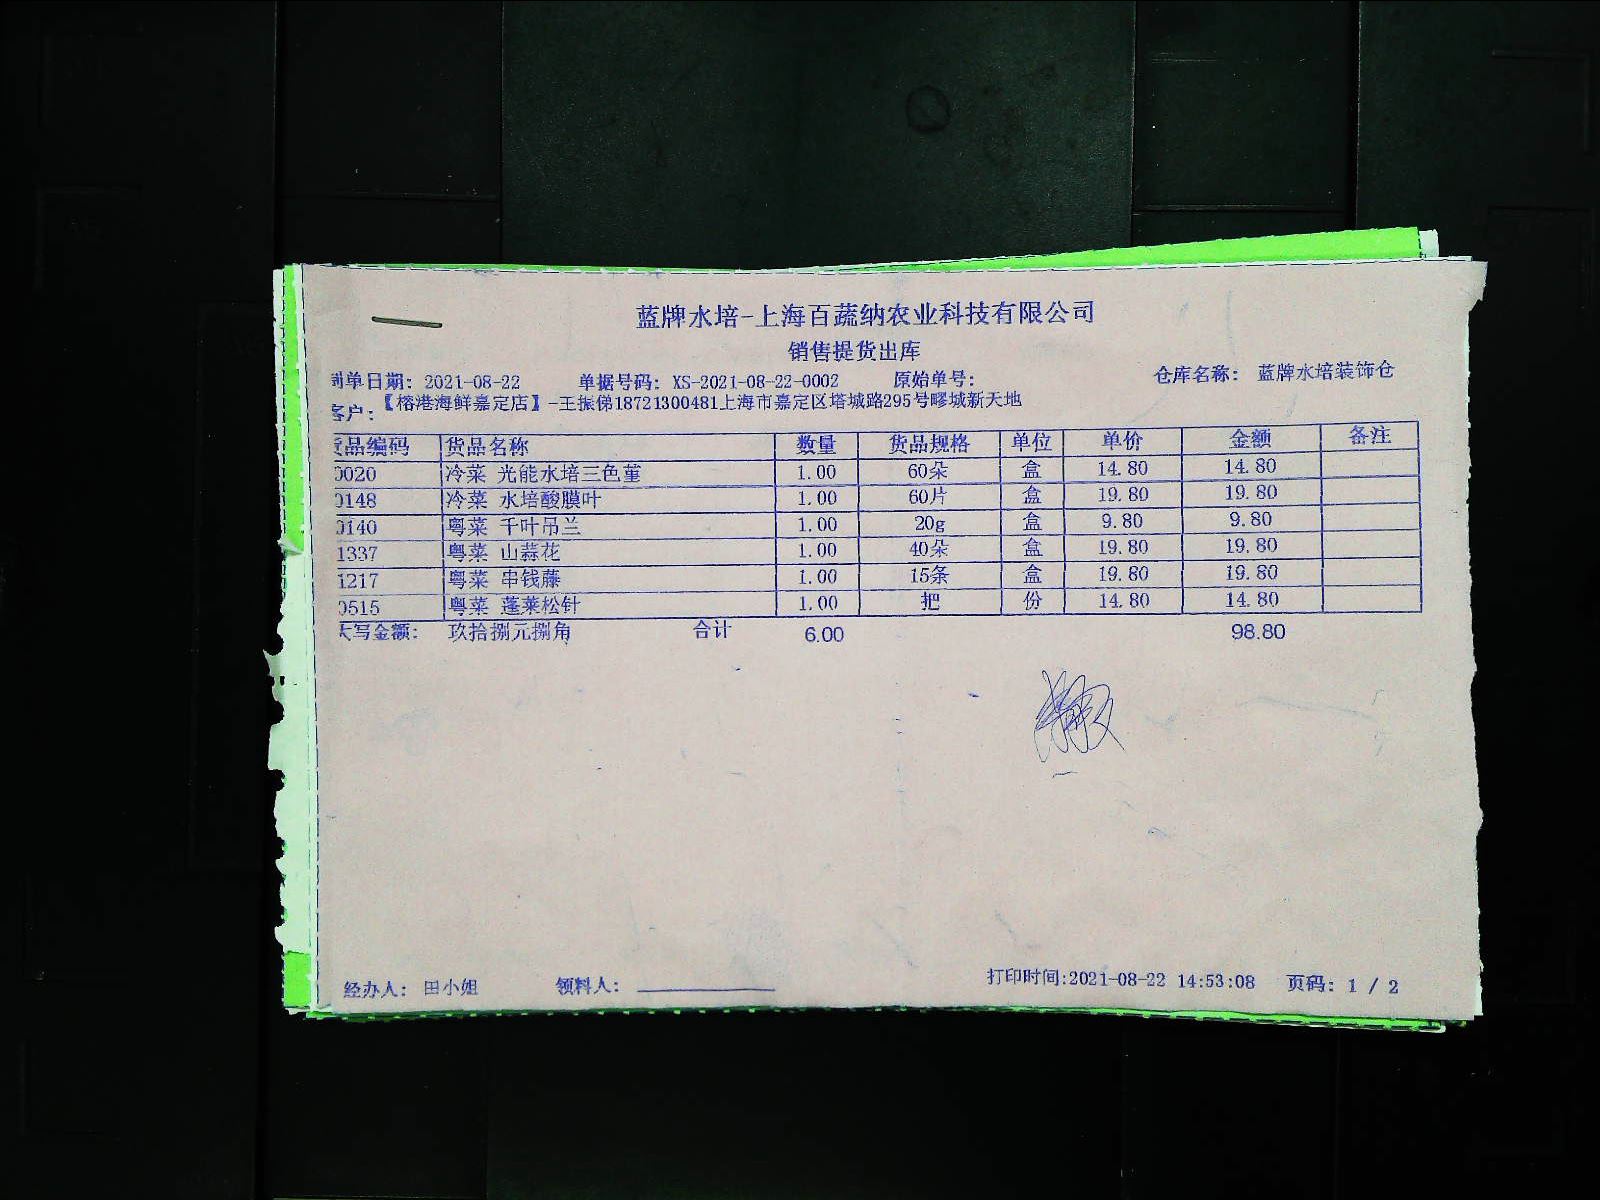 蓝牌水培-上海百蔬纳农业科技有限公司
销售提货出库
制单日期: 2021-08-22 单据号码: XS-2021-08-22-0002 原始单号: 仓库名称: 蓝牌水培装饰仓
客户: 【榕港海鲜嘉定店】-王振俤18721300481上海市嘉定区塔城路295号疁城新天地
货品编码 货品名称 数量 货品规格 单位 单价 金额 备注
0020 冷菜 光能水培三色堇 1.00 60朵 盒 14.80 14.80
0148 冷菜 水培酸膜叶 1.00 60片 盒 19.80 19.80
0140 粤菜 千叶吊兰 1.00 20g 盒 9.80 9.80
1337 粤菜 山蒜花 1.00 40朵 盒 19.80 19.80
1217 粤菜 串钱藤 1.00 15条 盒 19.80 19.80
0515 粤菜 蓬莱松针 1.00 把 份 14.80 14.80
大写金额: 玖拾捌元捌角 合计 6.00 98.80
经办人: 田小姐 领料人: 打印时间:2021-08-22 14:53:08 页码: 1 / 2